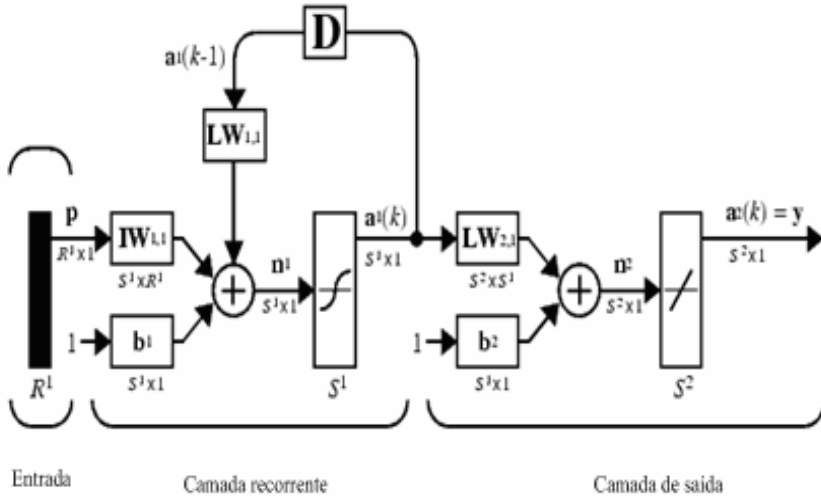 D
a¹(k-1)
LW₁,₁
p
R¹x1
IW₁,₁
S¹xR¹
1
b¹
S¹x1
n¹
S¹x1
a¹(k)
S¹x1
LW₂,₁
S²xS¹
1
b²
S¹x1
n²
S²x1
a²(k) = y
S²x1
R¹
S¹
S²
Entrada
Camada recorrente
Camada de saída